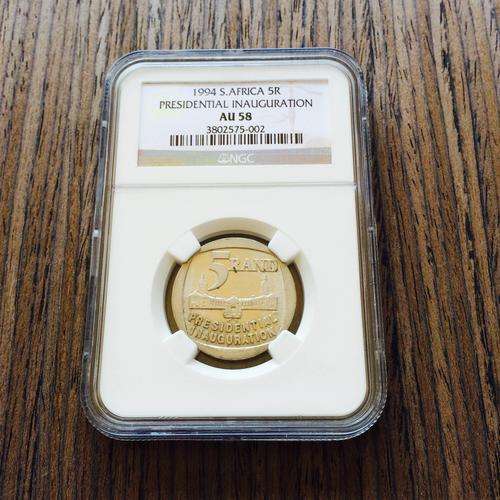 1994 S.AFRICA 5R
PRESIDENTIAL INAUGURATION
AU 58
3802575-002
NGC
5 RAND
PRESIDENTIAL
INAUGURATION